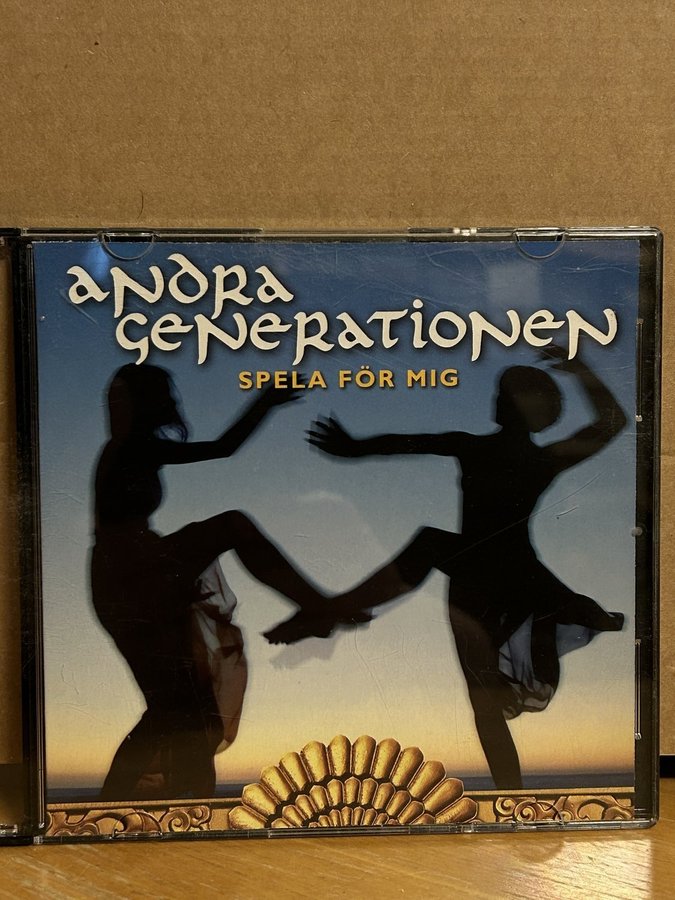 ANDRA
GENERATIONEN
SPELA FÖR MIG